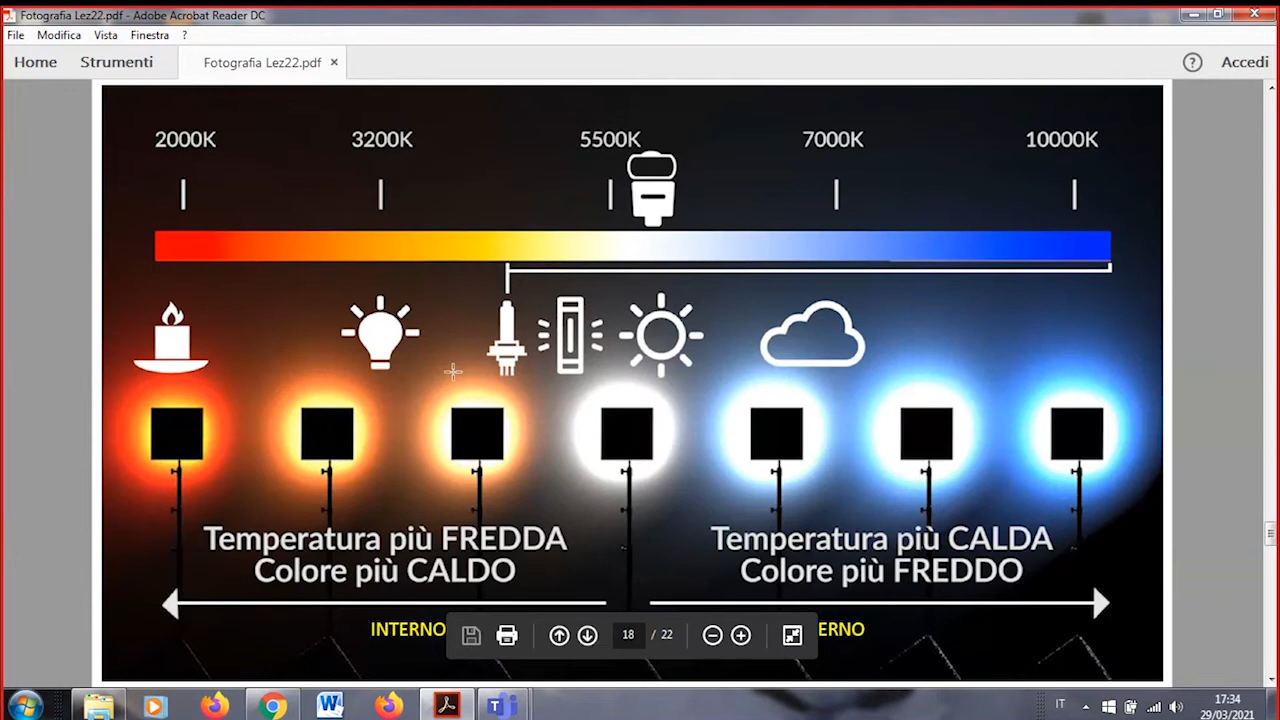 Fotografia Lez22.pdf - Adobe Acrobat Reader DC
File Modifica Vista Finestra ?
Home Strumenti Fotografia Lez22.pdf × ? Accedi
2000K 3200K 5500K 7000K 10000K
Temperatura più FREDDA
Colore più CALDO
Temperatura più CALDA
Colore più FREDDO
INTERNO ERNO
18 / 22
IT 17:34
29/03/2021